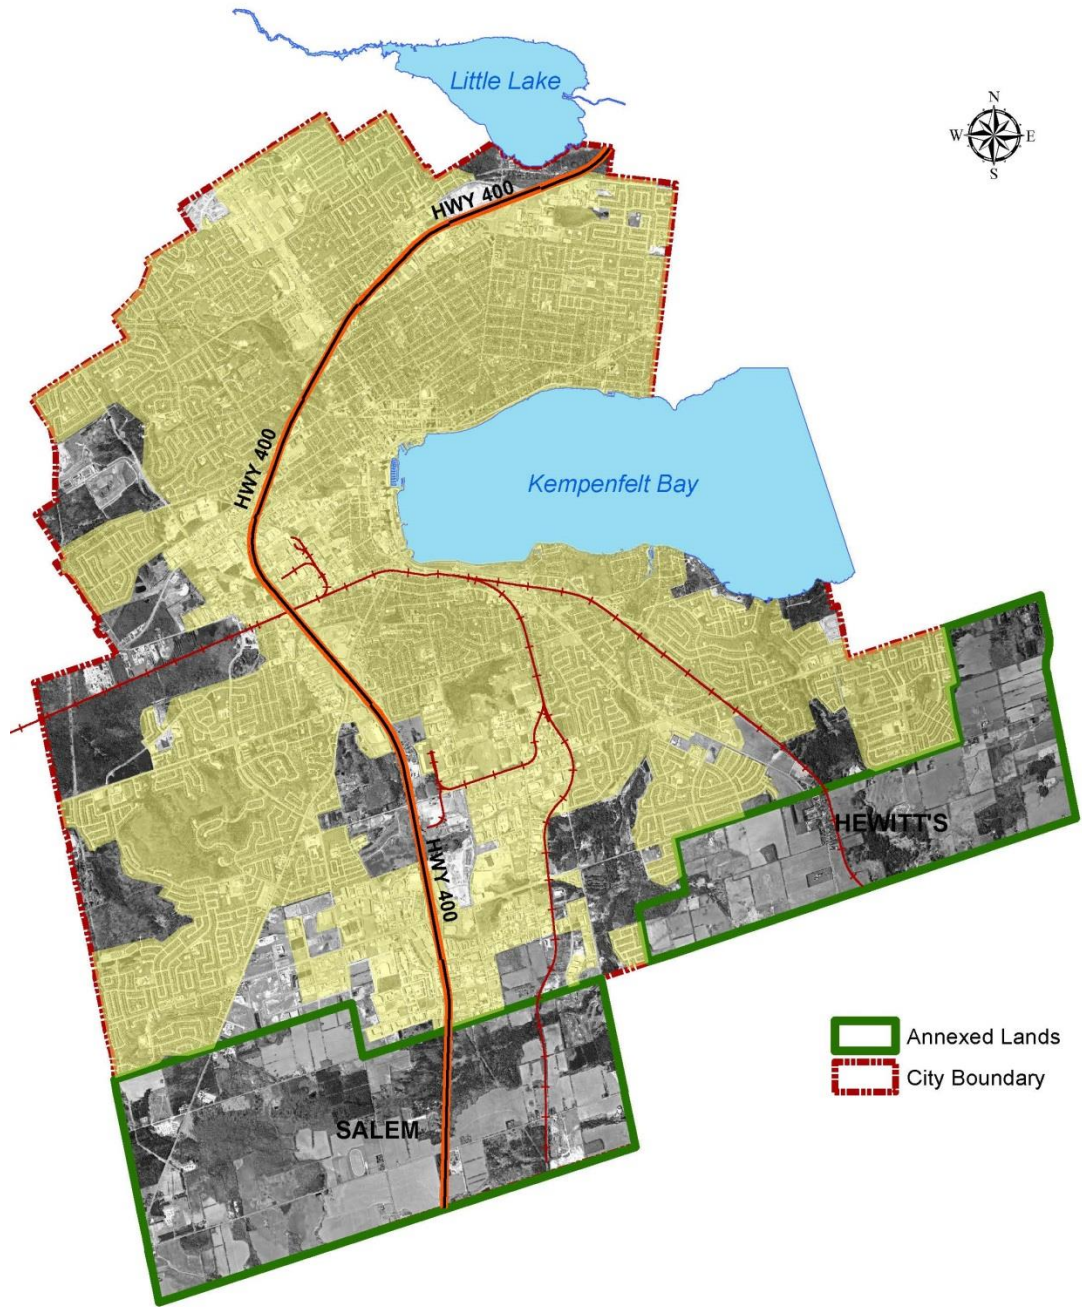 Little Lake
N
W E
S
HWY 400
HWY 400
Kempenfelt Bay
HEWITT'S
HWY 400
Annexed Lands
City Boundary
SALEM